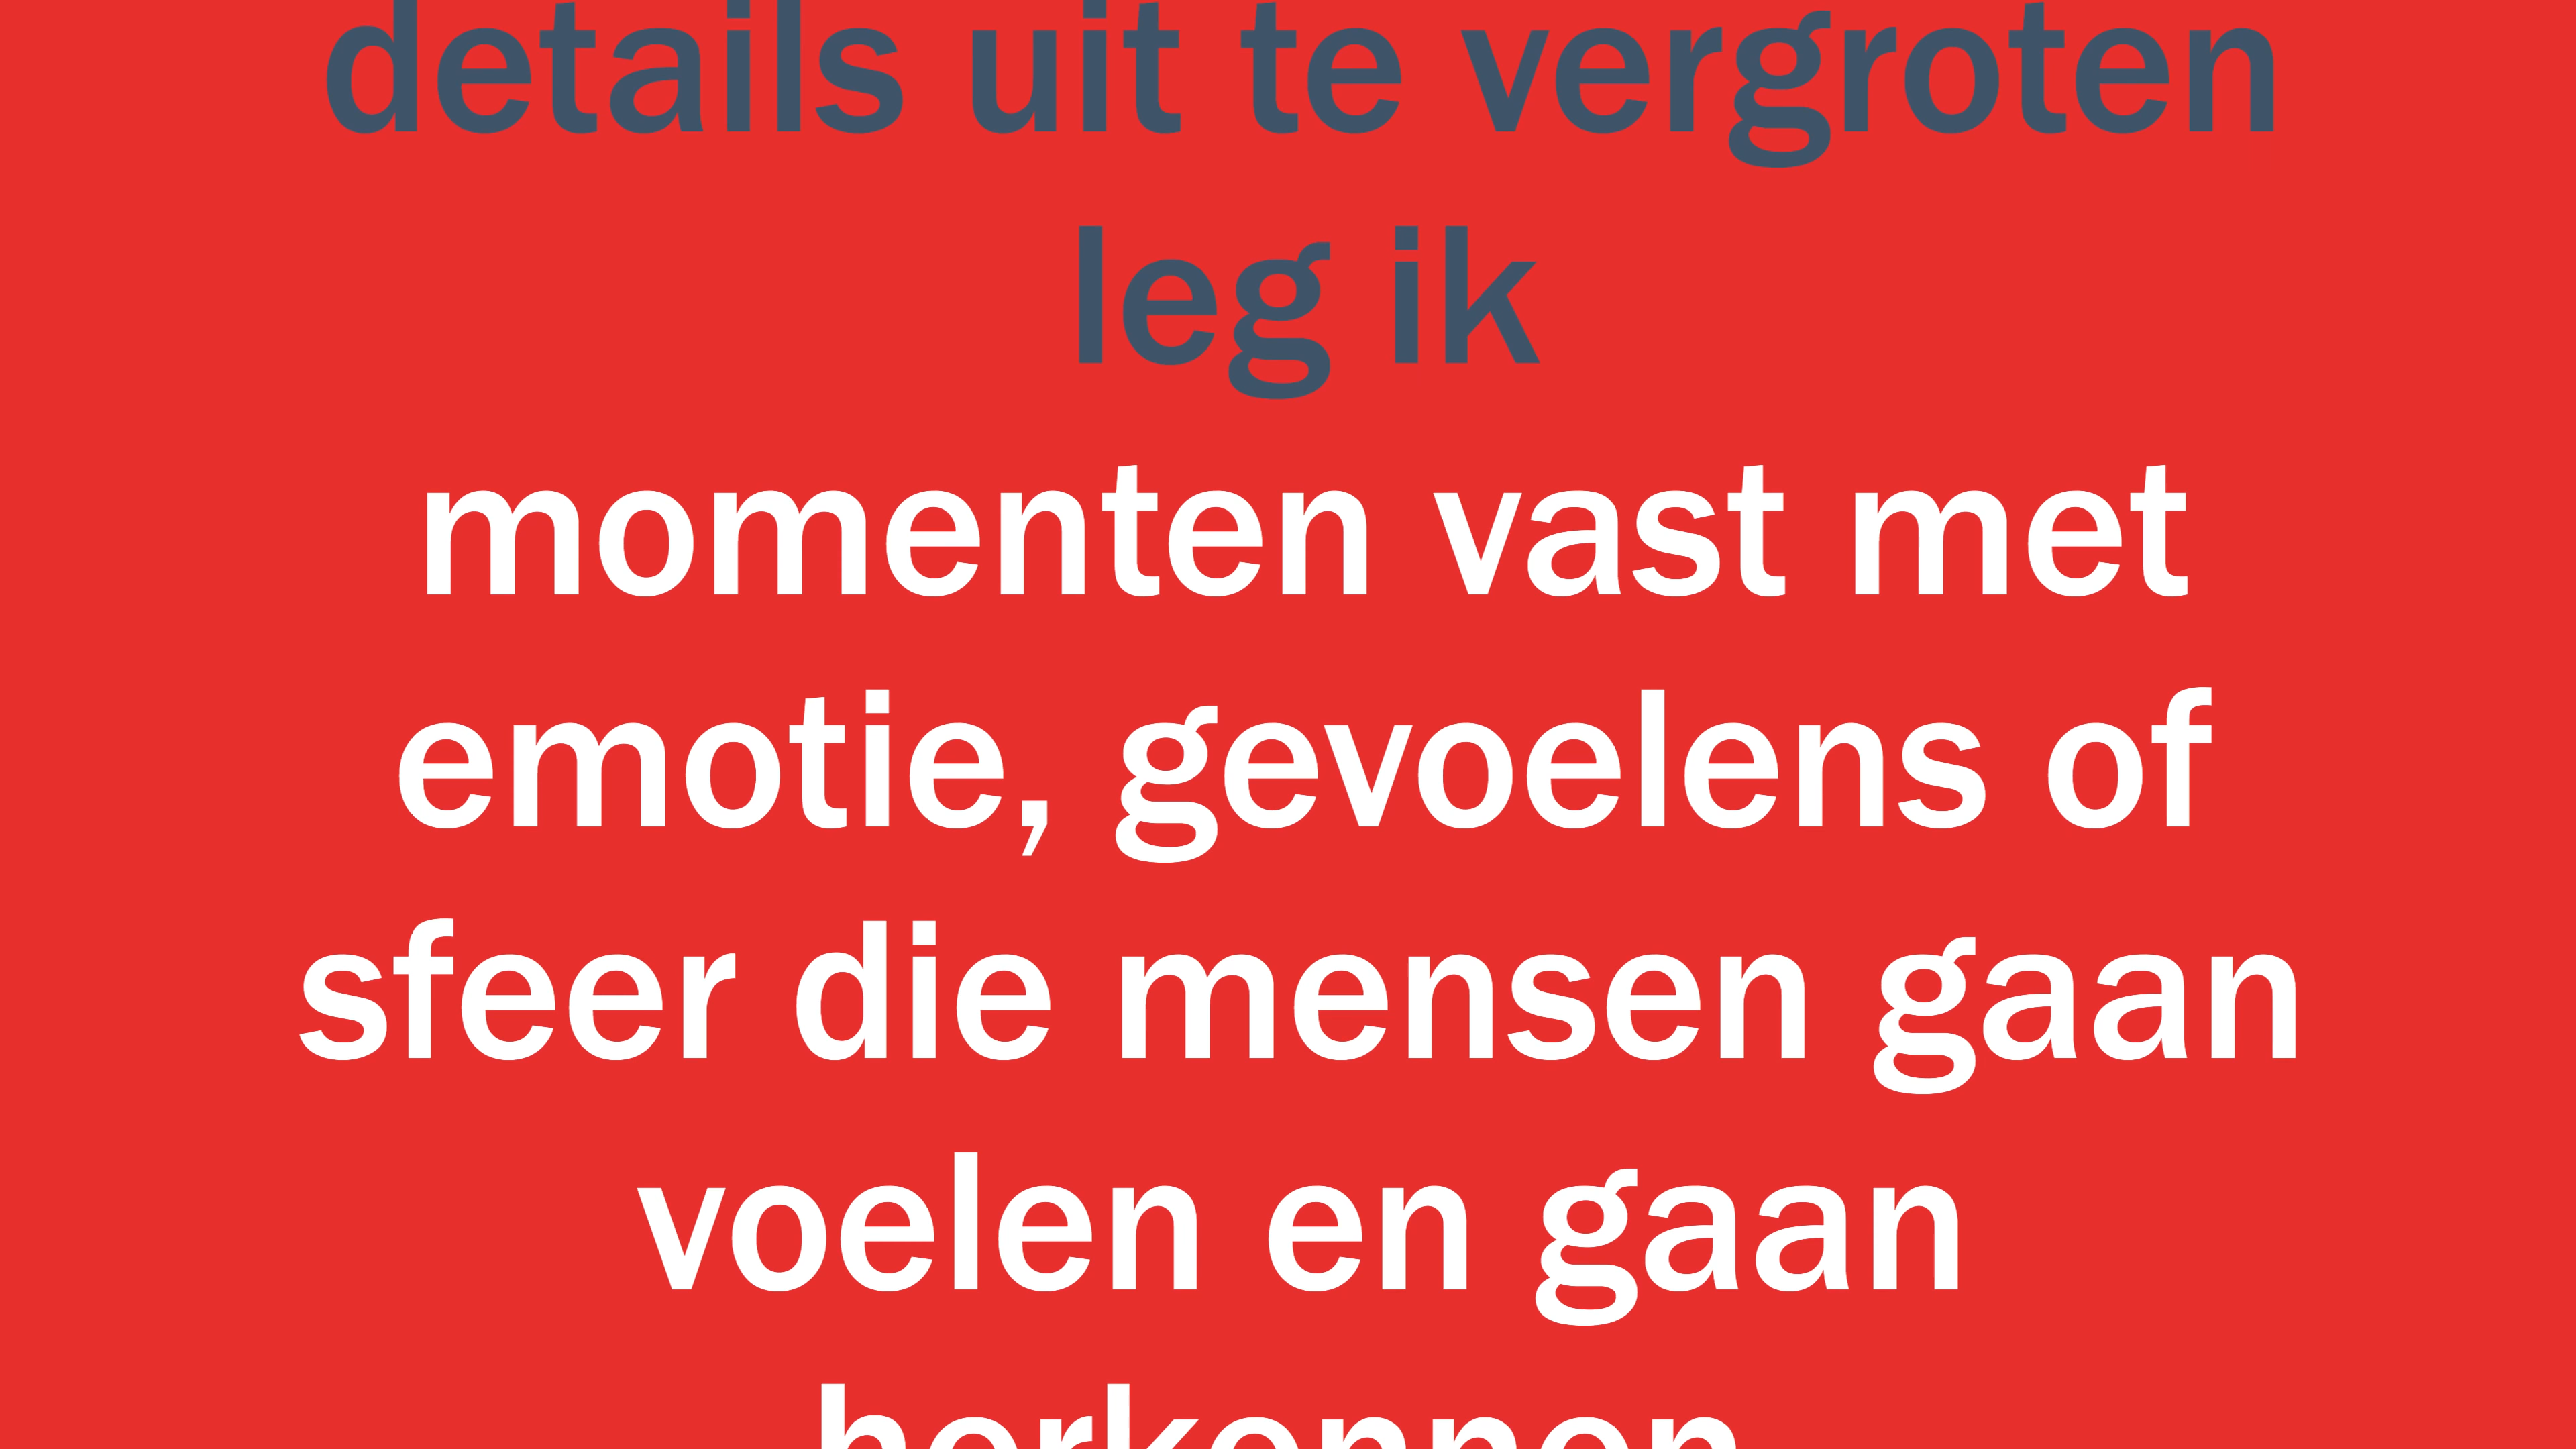 details uit te vergroten
leg ik
momenten vast met
emotie, gevoelens of
sfeer die mensen gaan
voelen en gaan
herkennen